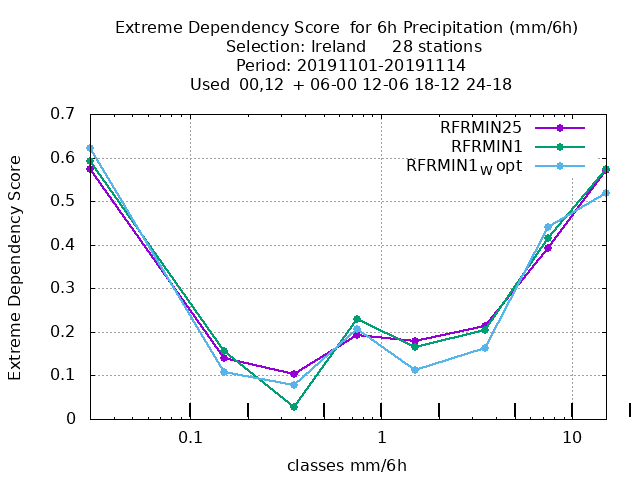 Extreme Dependency Score  for 6h Precipitation (mm/6h)
Selection: Ireland     28 stations
Period: 20191101-20191114
Used  00,12  + 06-00 12-06 18-12 24-18
RFRMIN25
RFRMIN1
RFRMIN1W opt
Extreme Dependency Score
0.7
0.6
0.5
0.4
0.3
0.2
0.1
0
0.1 1 10
classes mm/6h